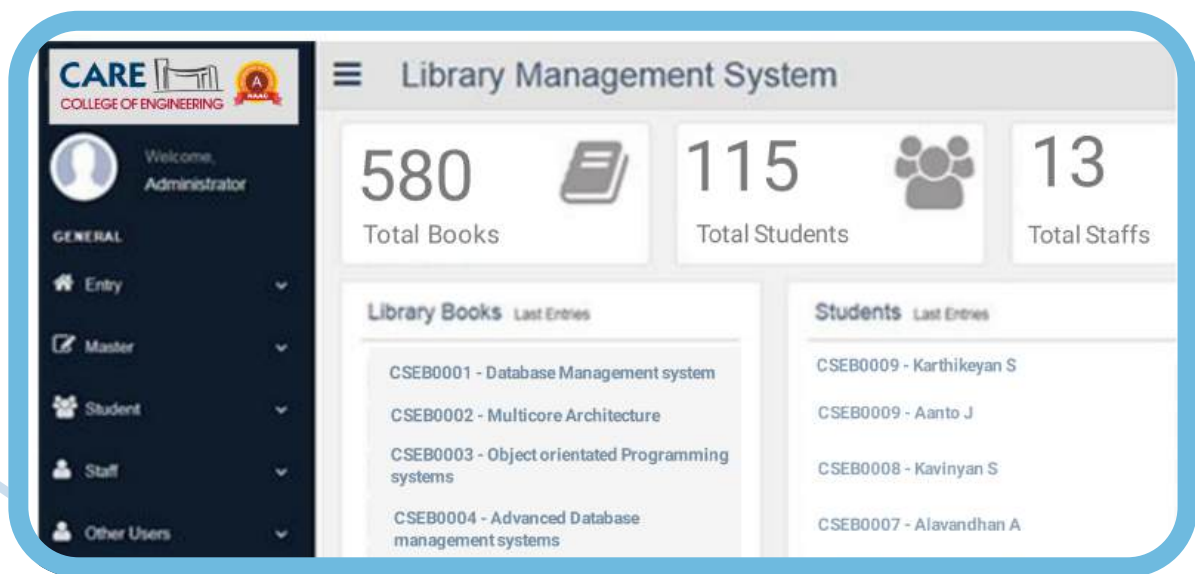 CARE
COLLEGE OF ENGINEERING
A
NAAC
Welcome,
Administrator
GENERAL
Entry
Master
Student
Staff
Other Users
Library Management System
580
Total Books
115
Total Students
13
Total Staffs
Library Books Last Entries
CSEB0001 - Database Management system
CSEB0002 - Multicore Architecture
CSEB0003 - Object orientated Programming
systems
CSEB0004 - Advanced Database
management systems
Students Last Entries
CSEB0009 - Karthikeyan S
CSEB0009 - Aanto J
CSEB0008 - Kavinyan S
CSEB0007 - Alavandhan A